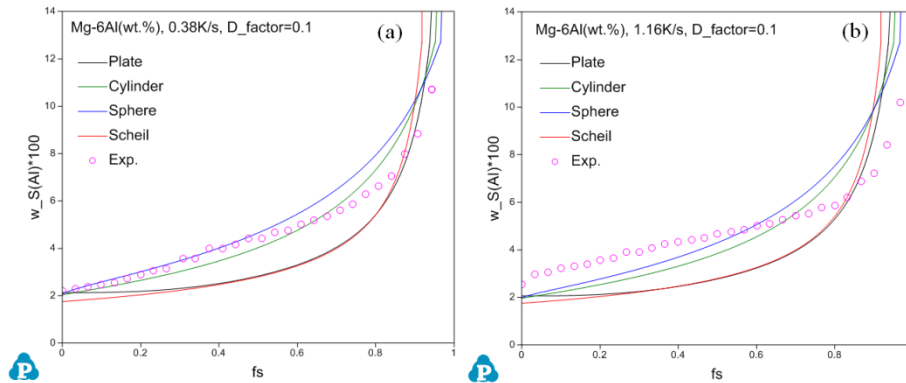 Mg-6Al(wt.%), 0.38K/s, D_factor=0.1
(a)
Plate
Cylinder
Sphere
Scheil
Exp.
w_S(Al)*100
14
12
10
8
6
4
2
0
0
0.2
0.4
0.6
0.8
1
fs
P
Mg-6Al(wt.%), 1.16K/s, D_factor=0.1
(b)
Plate
Cylinder
Sphere
Scheil
Exp.
w_S(Al)*100
14
12
10
8
6
4
2
0
0
0.2
0.4
0.6
0.8
fs
P